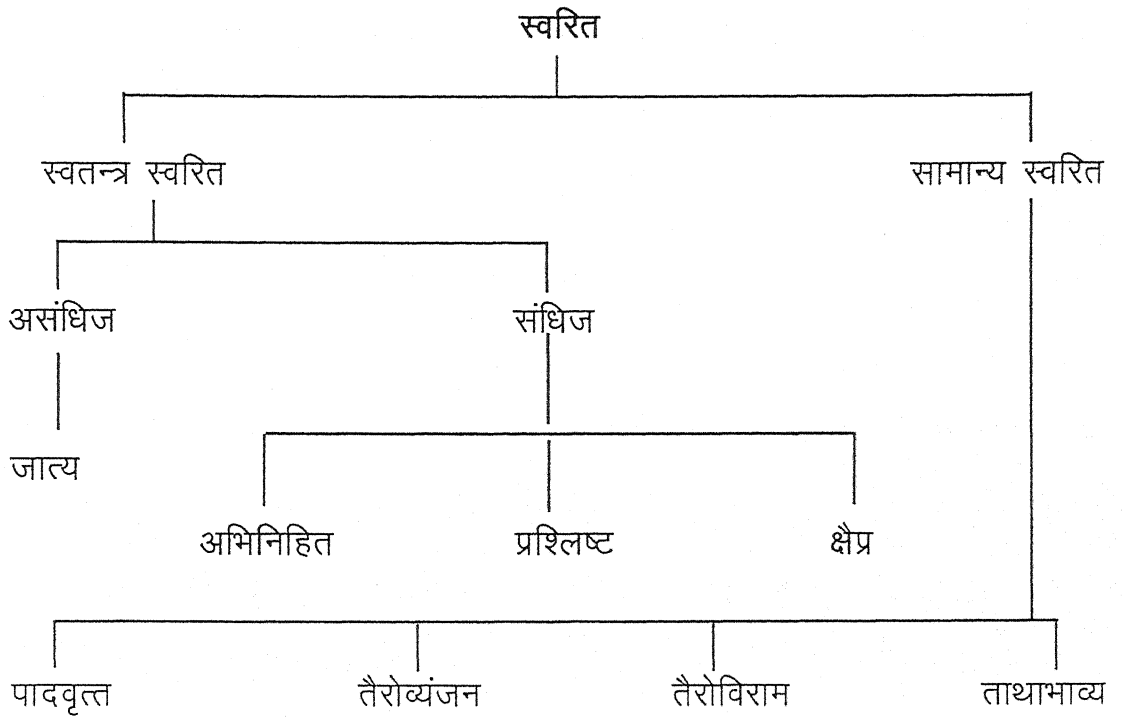 स्वरित
स्वतन्त्र स्वरित सामान्य स्वरित
असंधिज संधिज
जात्य
अभिनिहित प्रश्लिष्ट क्षैप्र
पादवृत्त तैरोव्यंजन तैरोविराम ताथाभाव्य